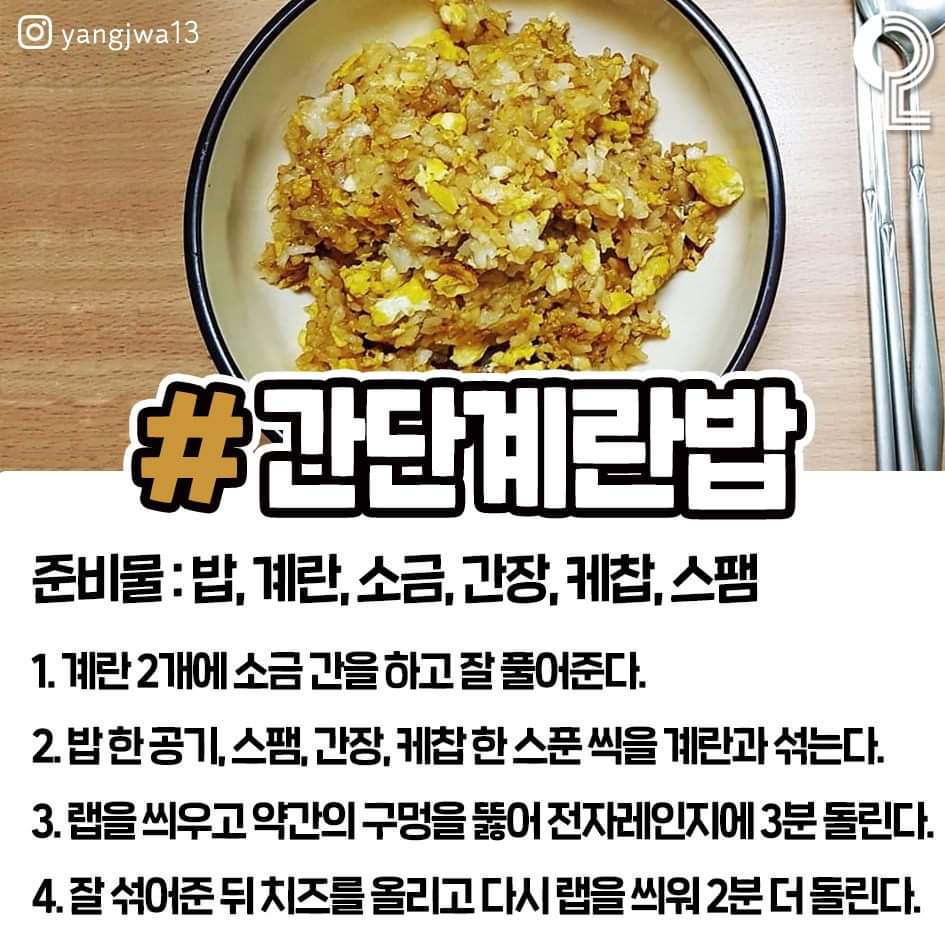 yangjwa13
#간단계란밥
준비물 : 밥, 계란, 소금, 간장, 케찹, 스팸
1. 계란 2개에 소금 간을 하고 잘 풀어준다.
2. 밥 한 공기, 스팸, 간장, 케찹 한 스푼 씩을 계란과 섞는다.
3. 랩을 씌우고 약간의 구멍을 뚫어 전자레인지에 3분 돌린다.
4. 잘 섞어준 뒤 치즈를 올리고 다시 랩을 씌워 2분 더 돌린다.